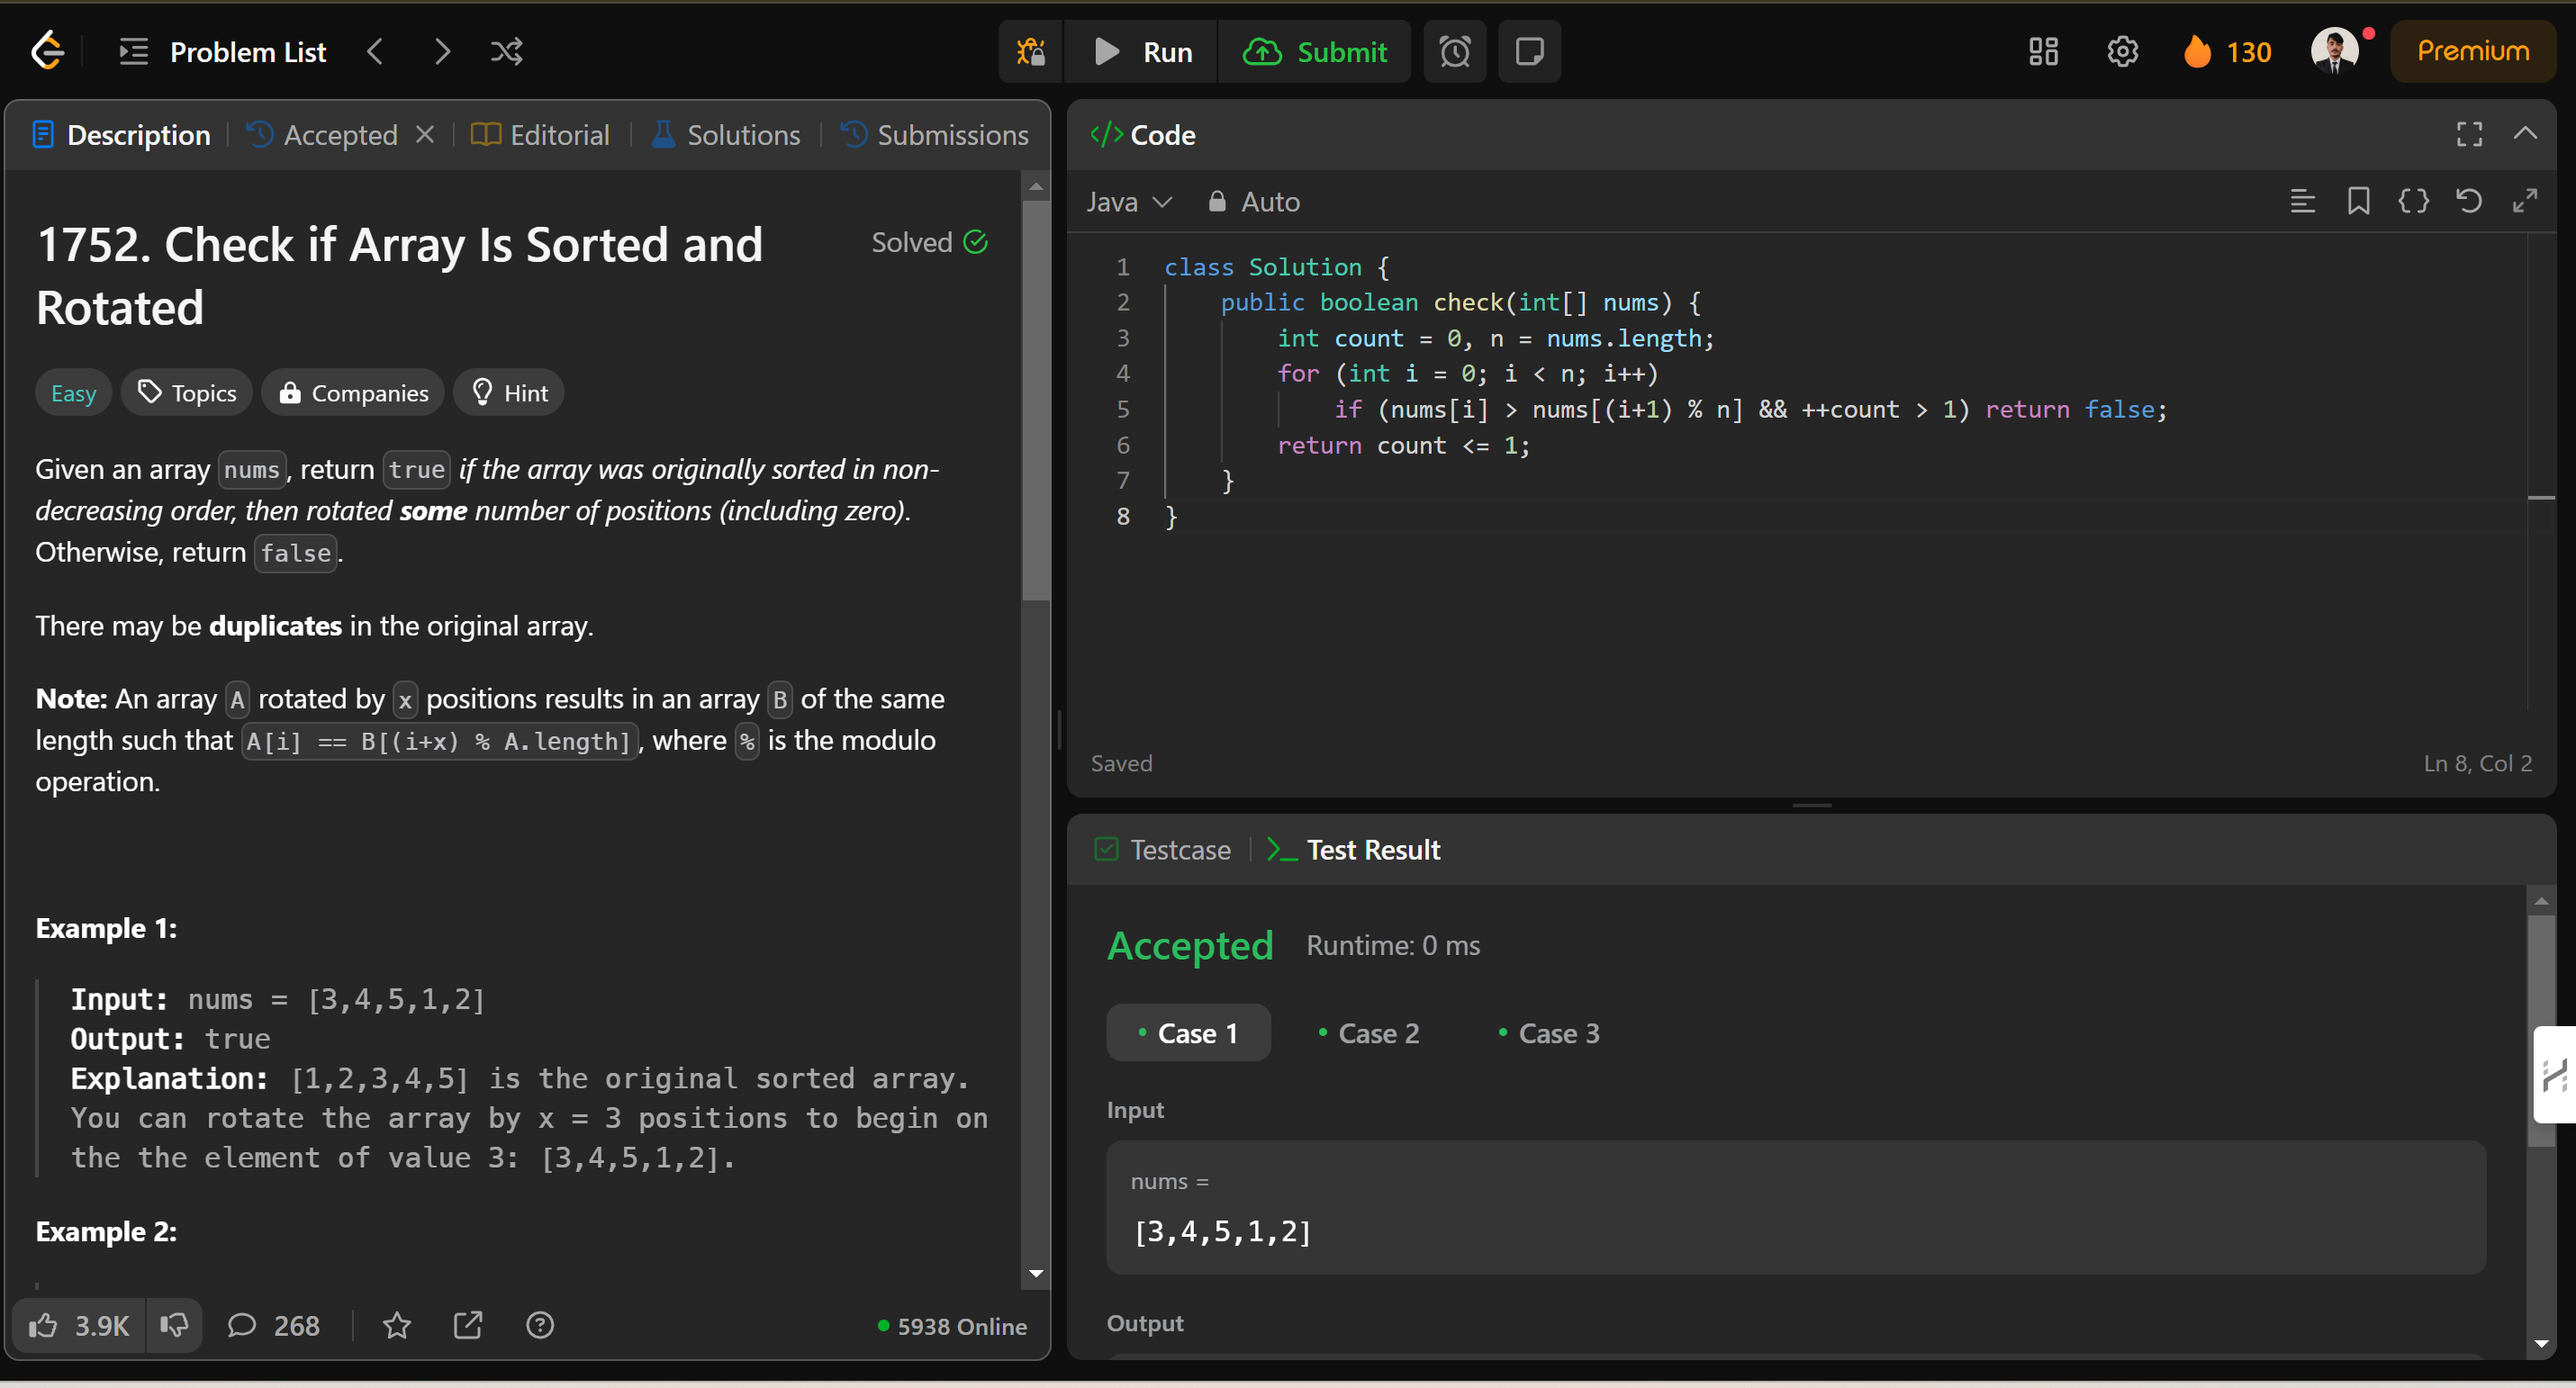 Problem List
Run
Submit
130
Premium
Description
Accepted
Editorial
Solutions
Submissions
1752. Check if Array Is Sorted and
Rotated
Solved
Easy
Topics
Companies
Hint
Given an array nums, return true if the array was originally sorted in non-
decreasing order, then rotated some number of positions (including zero).
Otherwise, return false.
There may be duplicates in the original array.
Note: An array A rotated by x positions results in an array B of the same
length such that A[i] == B[(i+x) % A.length], where % is the modulo
operation.
Example 1:
Input: nums = [3,4,5,1,2]
Output: true
Explanation: [1,2,3,4,5] is the original sorted array.
You can rotate the array by x = 3 positions to begin on
the the element of value 3: [3,4,5,1,2].
Example 2:
3.9K
268
5938 Online
</> Code
Java
Auto
1 class Solution {
2 public boolean check(int[] nums) {
3 int count = 0, n = nums.length;
4 for (int i = 0; i < n; i++)
5 if (nums[i] > nums[(i+1) % n] && ++count > 1) return false;
6 return count <= 1;
7 }
8 }
Saved
Ln 8, Col 2
Testcase
Test Result
Accepted
Runtime: 0 ms
Case 1
Case 2
Case 3
Input
nums =
[3,4,5,1,2]
Output